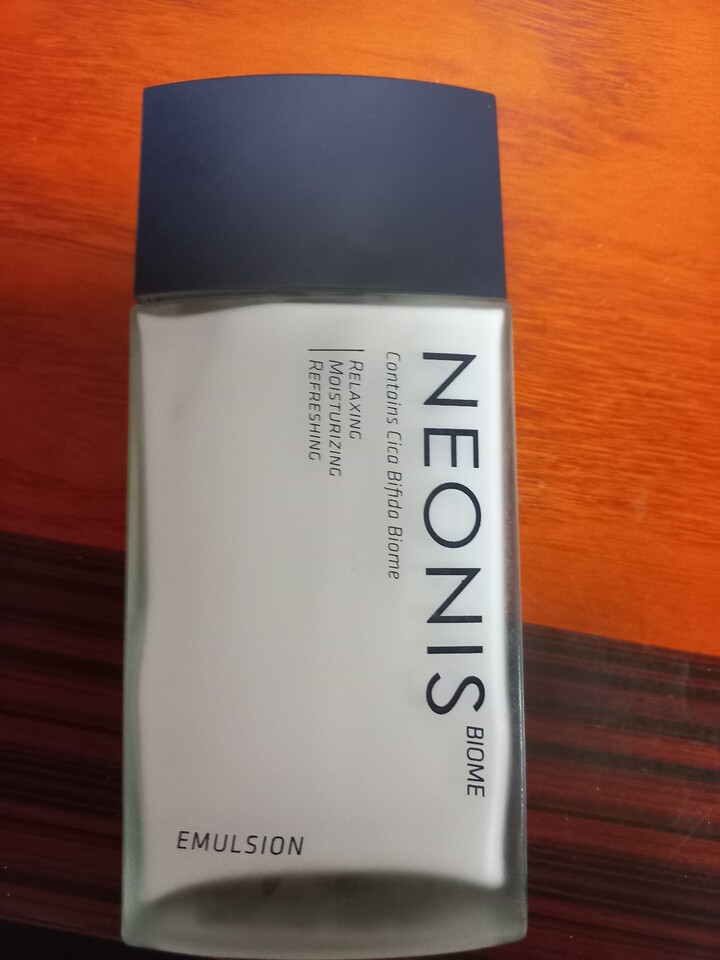 NEONIS BIOME
Contains Cica Bifida Biome
RELAXING
MOISTURIZING
REFRESHING
EMULSION